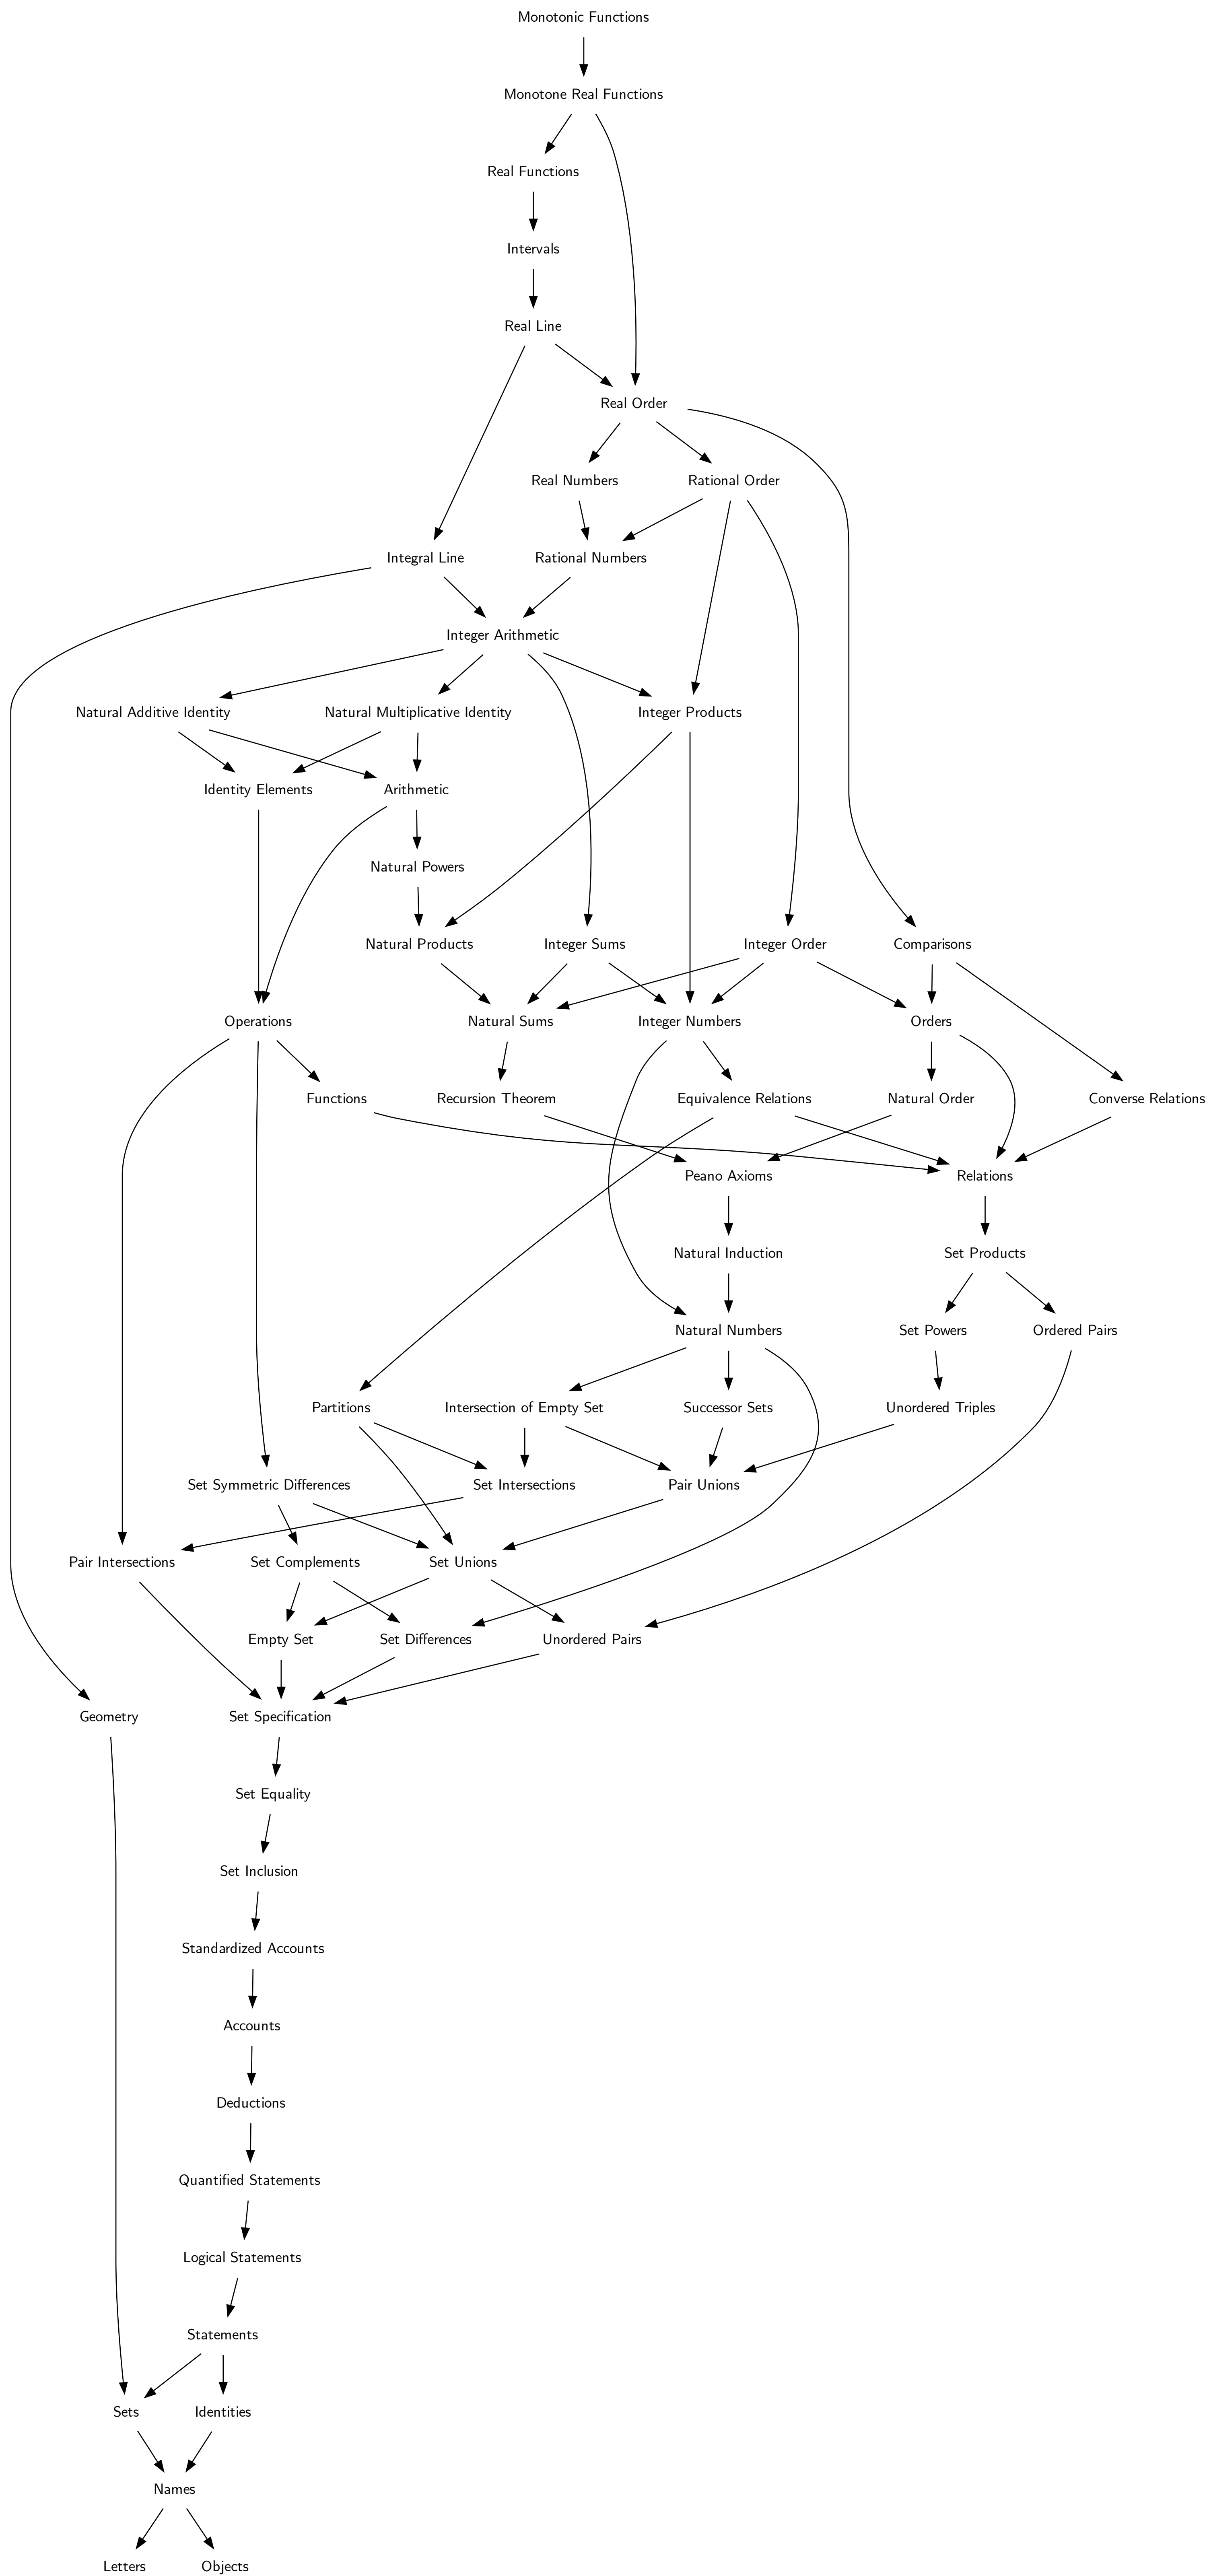 Monotonic Functions
Monotone Real Functions
Real Functions
Intervals
Real Line
Real Order
Real Numbers
Rational Order
Integral Line
Rational Numbers
Integer Arithmetic
Natural Additive Identity
Natural Multiplicative Identity
Integer Products
Identity Elements
Arithmetic
Natural Powers
Natural Products
Integer Sums
Integer Order
Comparisons
Operations
Natural Sums
Integer Numbers
Orders
Functions
Recursion Theorem
Equivalence Relations
Natural Order
Converse Relations
Peano Axioms
Relations
Natural Induction
Set Products
Natural Numbers
Set Powers
Ordered Pairs
Partitions
Intersection of Empty Set
Successor Sets
Unordered Triples
Set Symmetric Differences
Set Intersections
Pair Unions
Pair Intersections
Set Complements
Set Unions
Empty Set
Set Differences
Unordered Pairs
Geometry
Set Specification
Set Equality
Set Inclusion
Standardized Accounts
Accounts
Deductions
Quantified Statements
Logical Statements
Statements
Sets
Identities
Names
Letters
Objects